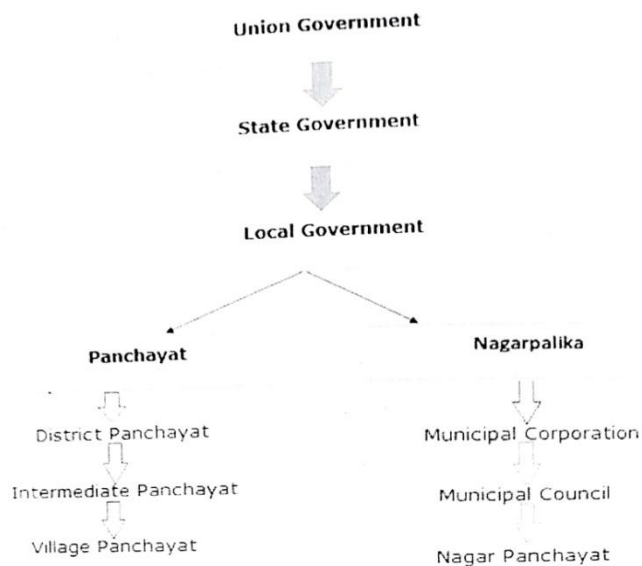 Union Government
State Government
Local Government
Panchayat
District Panchayat
Intermediate Panchayat
Village Panchayat
Nagarpalika
Municipal Corporation
Municipal Council
Nagar Panchayat